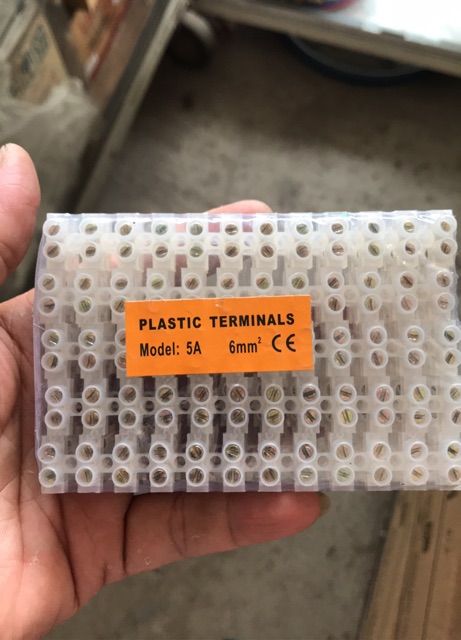 PLASTIC TERMINALS
Model: 5A 6mm² CE